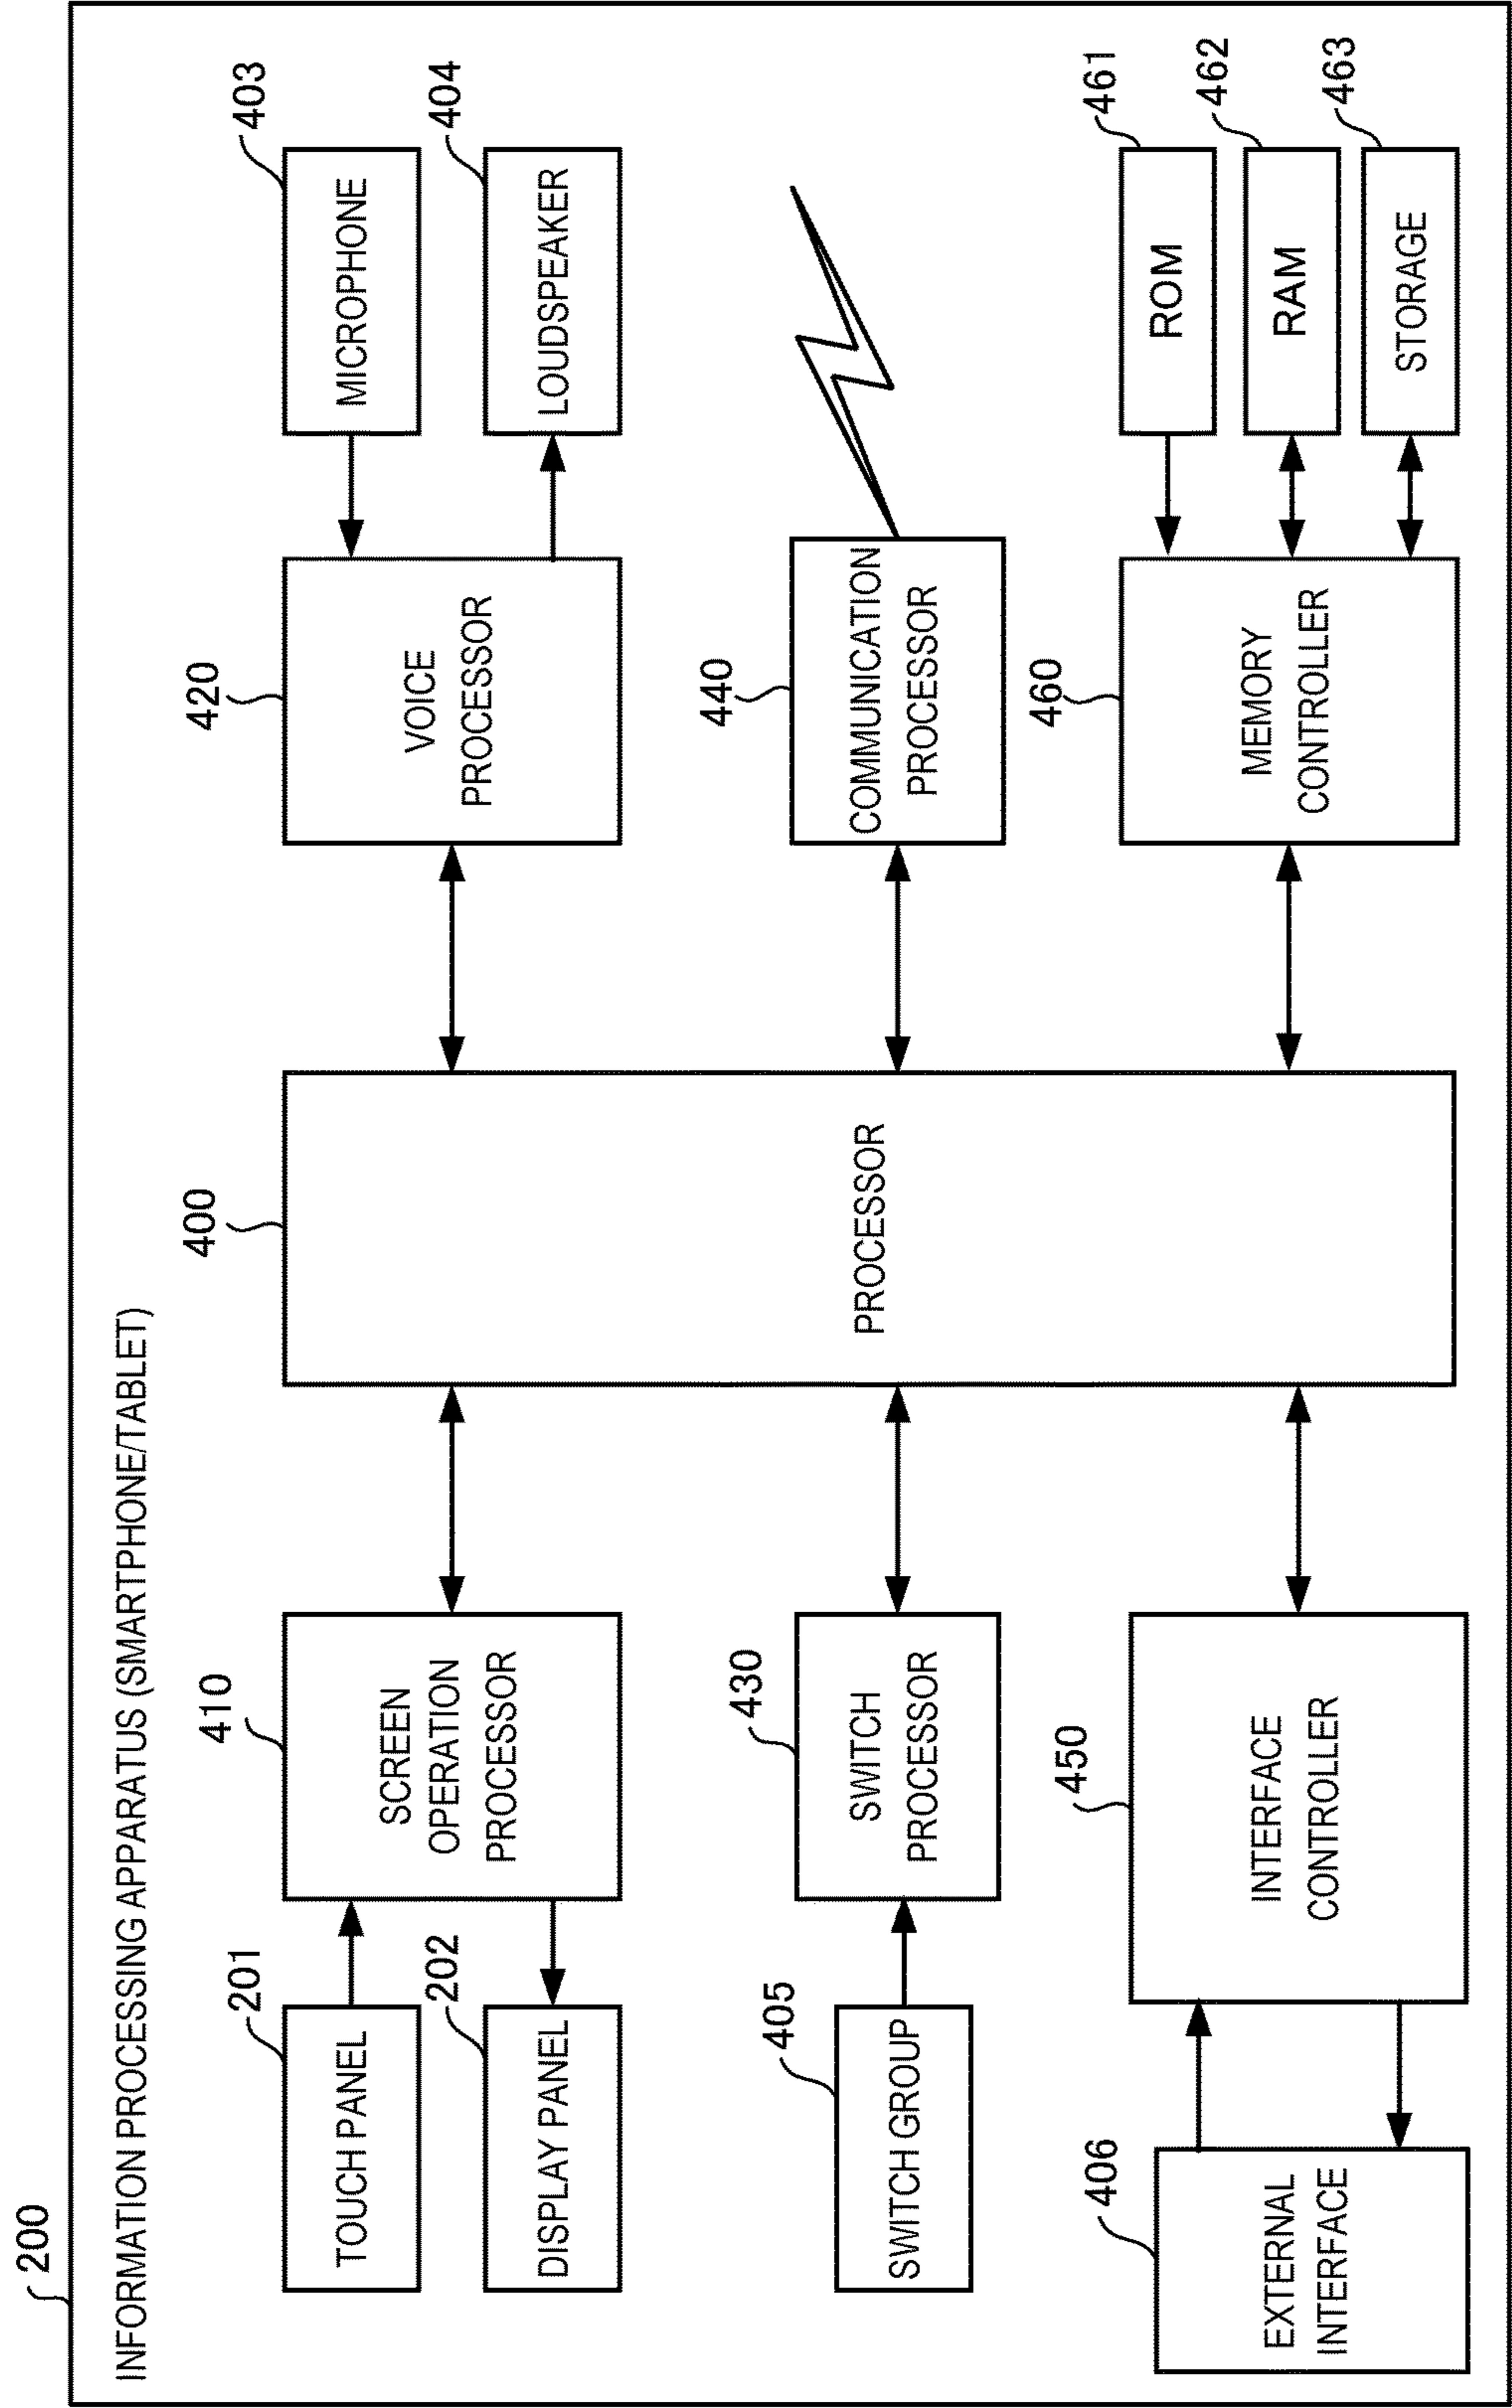 200
INFORMATION PROCESSING APPARATUS (SMARTPHONE/TABLET)
201
TOUCH PANEL
202
DISPLAY PANEL
410
SCREEN
OPERATION
PROCESSOR
400
PROCESSOR
420
VOICE
PROCESSOR
403
MICROPHONE
404
LOUDSPEAKER
405
SWITCH GROUP
430
SWITCH
PROCESSOR
440
COMMUNICATION
PROCESSOR
406
EXTERNAL
INTERFACE
450
INTERFACE
CONTROLLER
460
MEMORY
CONTROLLER
461
ROM
462
RAM
463
STORAGE